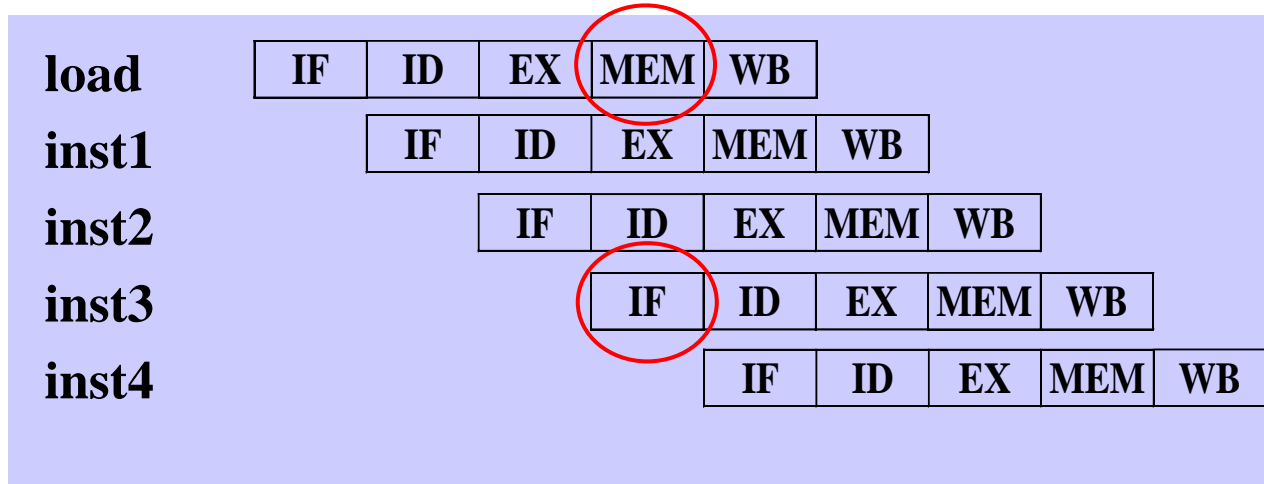 load IF ID EX MEM WB
inst1 IF ID EX MEM WB
inst2 IF ID EX MEM WB
inst3 IF ID EX MEM WB
inst4 IF ID EX MEM WB